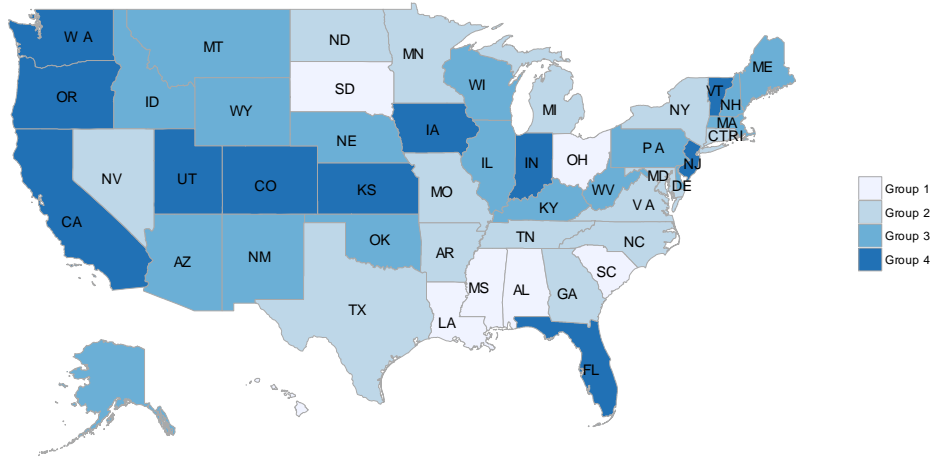 W A
MT
ND
MN
ME
OR
ID
SD
WI
VT
NH
WY
MI
NY
MA
IA
CT RI
NE
PA
IL
IN
OH
NJ
NV
UT
CO
KS
MO
WV
MD
DE
KY
V A
CA
OK
TN
NC
AZ
NM
AR
SC
MS
AL
GA
TX
LA
FL
Group 1
Group 2
Group 3
Group 4